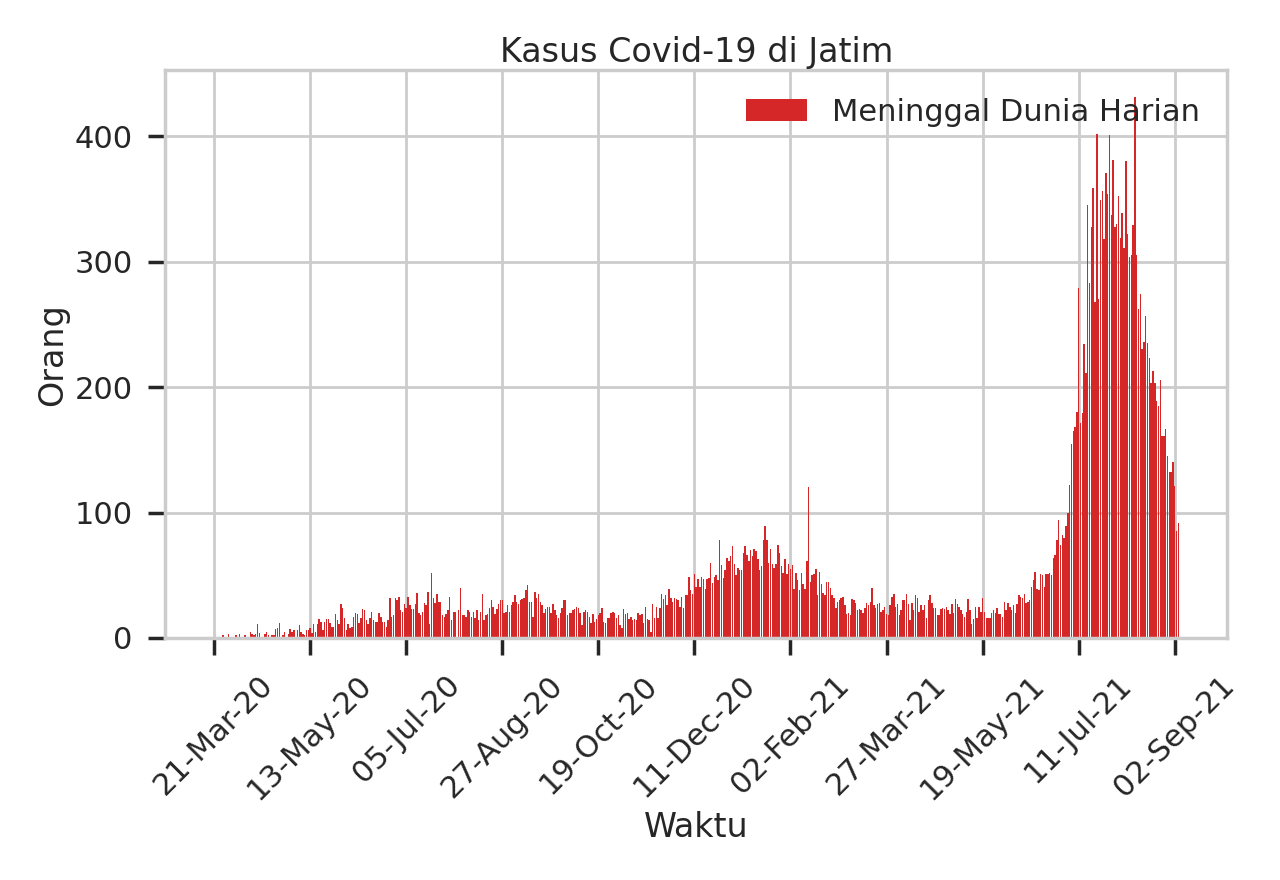 Kasus Covid-19 di Jatim
Meninggal Dunia Harian
Orang
400
300
200
100
0
21-Mar-20
13-May-20
05-Jul-20
27-Aug-20
19-Oct-20
11-Dec-20
02-Feb-21
27-Mar-21
19-May-21
11-Jul-21
02-Sep-21
Waktu